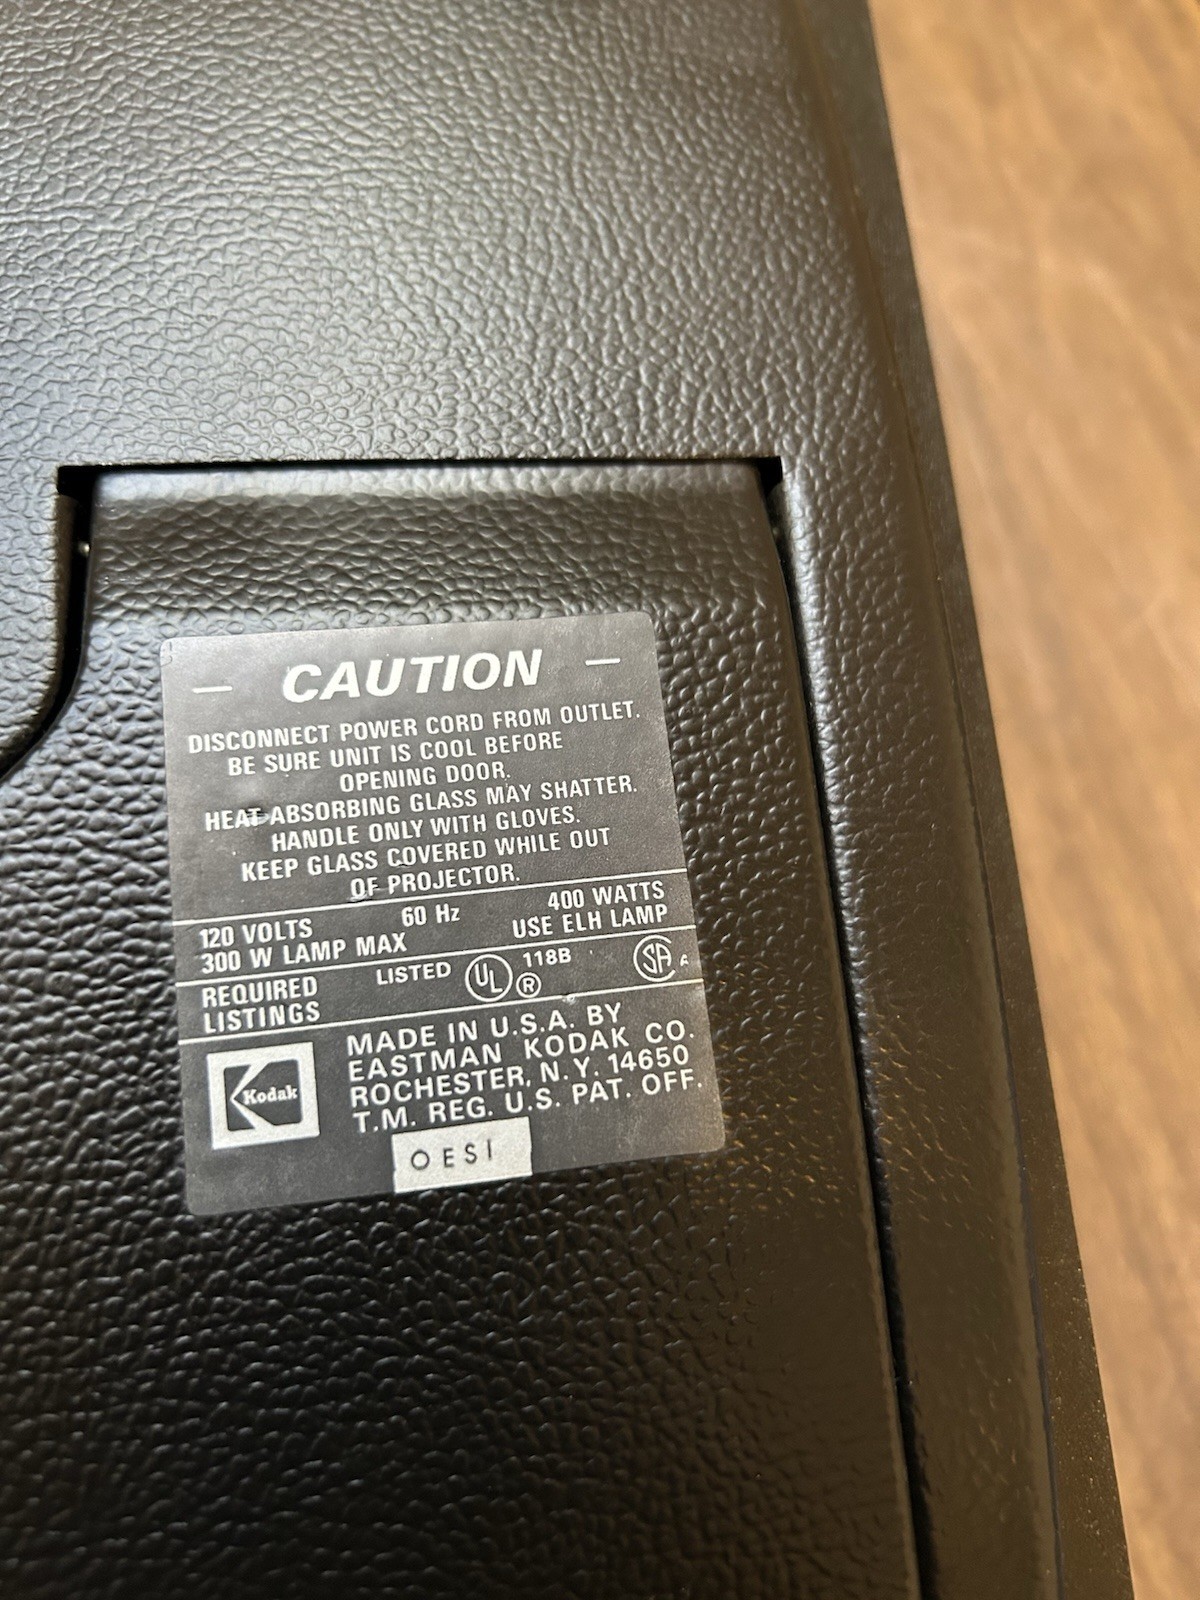 — CAUTION —
DISCONNECT POWER CORD FROM OUTLET.
BE SURE UNIT IS COOL BEFORE
OPENING DOOR.
HEAT-ABSORBING GLASS MAY SHATTER.
HANDLE ONLY WITH GLOVES.
KEEP GLASS COVERED WHILE OUT
OF PROJECTOR.
120 VOLTS 60 Hz 400 WATTS
300 W LAMP MAX USE ELH LAMP
REQUIRED LISTED UL ® 118B SA
LISTINGS
MADE IN U.S.A. BY
EASTMAN KODAK CO.
ROCHESTER, N.Y. 14650
T.M. REG. U.S. PAT. OFF.
Kodak
OESI